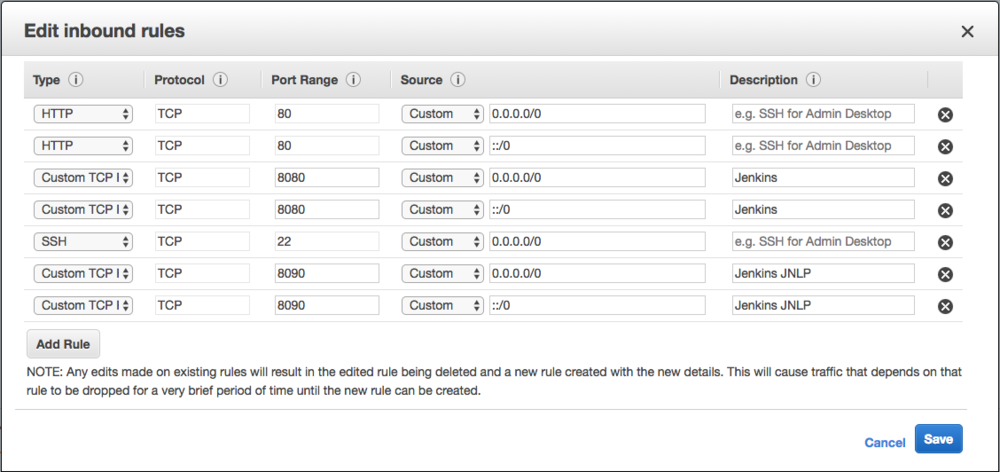 Edit inbound rules
Type Protocol Port Range Source Description
HTTP TCP 80 Custom 0.0.0.0/0 e.g. SSH for Admin Desktop
HTTP TCP 80 Custom ::/0 e.g. SSH for Admin Desktop
Custom TCP TCP 8080 Custom 0.0.0.0/0 Jenkins
Custom TCP TCP 8080 Custom ::/0 Jenkins
SSH TCP 22 Custom 0.0.0.0/0 e.g. SSH for Admin Desktop
Custom TCP TCP 8090 Custom 0.0.0.0/0 Jenkins JNLP
Custom TCP TCP 8090 Custom ::/0 Jenkins JNLP
Add Rule
NOTE: Any edits made on existing rules will result in the edited rule being deleted and a new rule created with the new details. This will cause traffic that depends on that
rule to be dropped for a very brief period of time until the new rule can be created.
Cancel Save